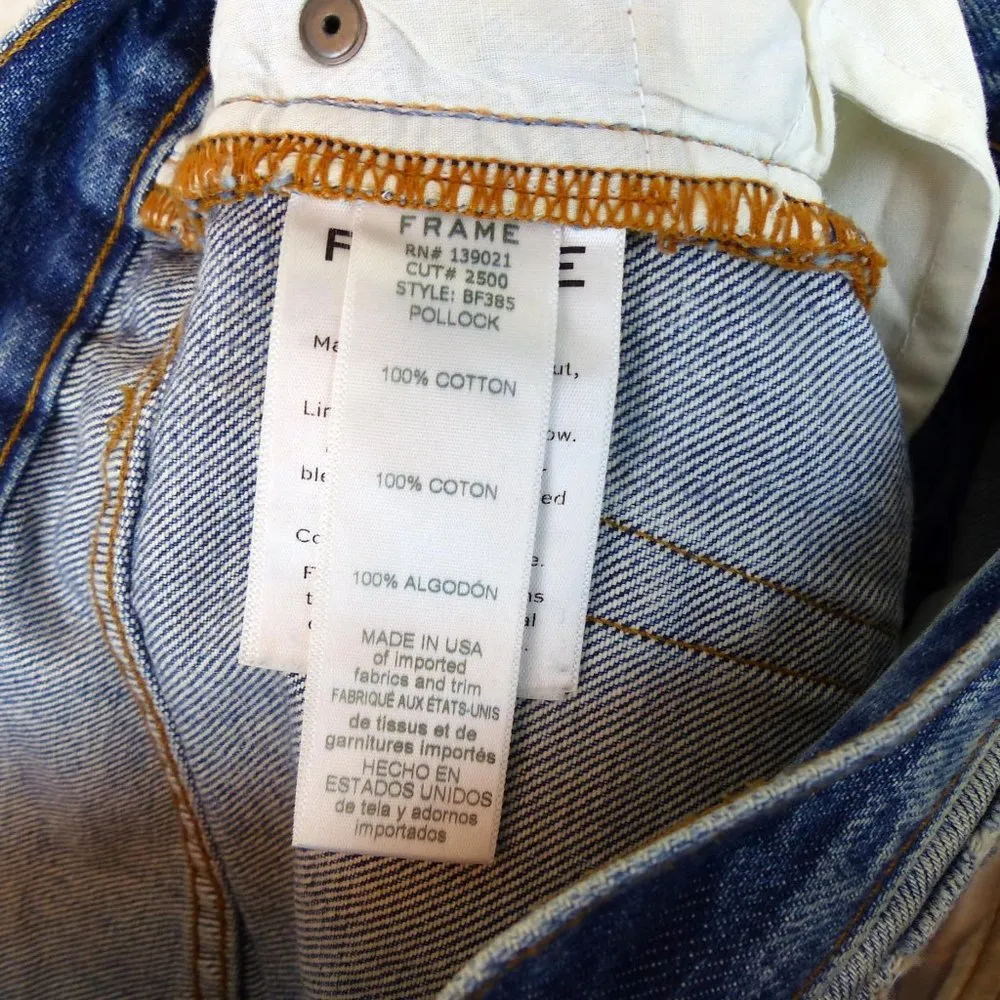 FRAME
RN# 139021
CUT# 2500
STYLE: BF385
POLLOCK
100% COTTON
100% COTON
100% ALGODÓN
MADE IN USA
of imported
fabrics and trim
FABRIQUÉ AUX ÉTATS-UNIS
de tissus et de
garnitures importés
HECHO EN
ESTADOS UNIDOS
de tela y adornos
importados